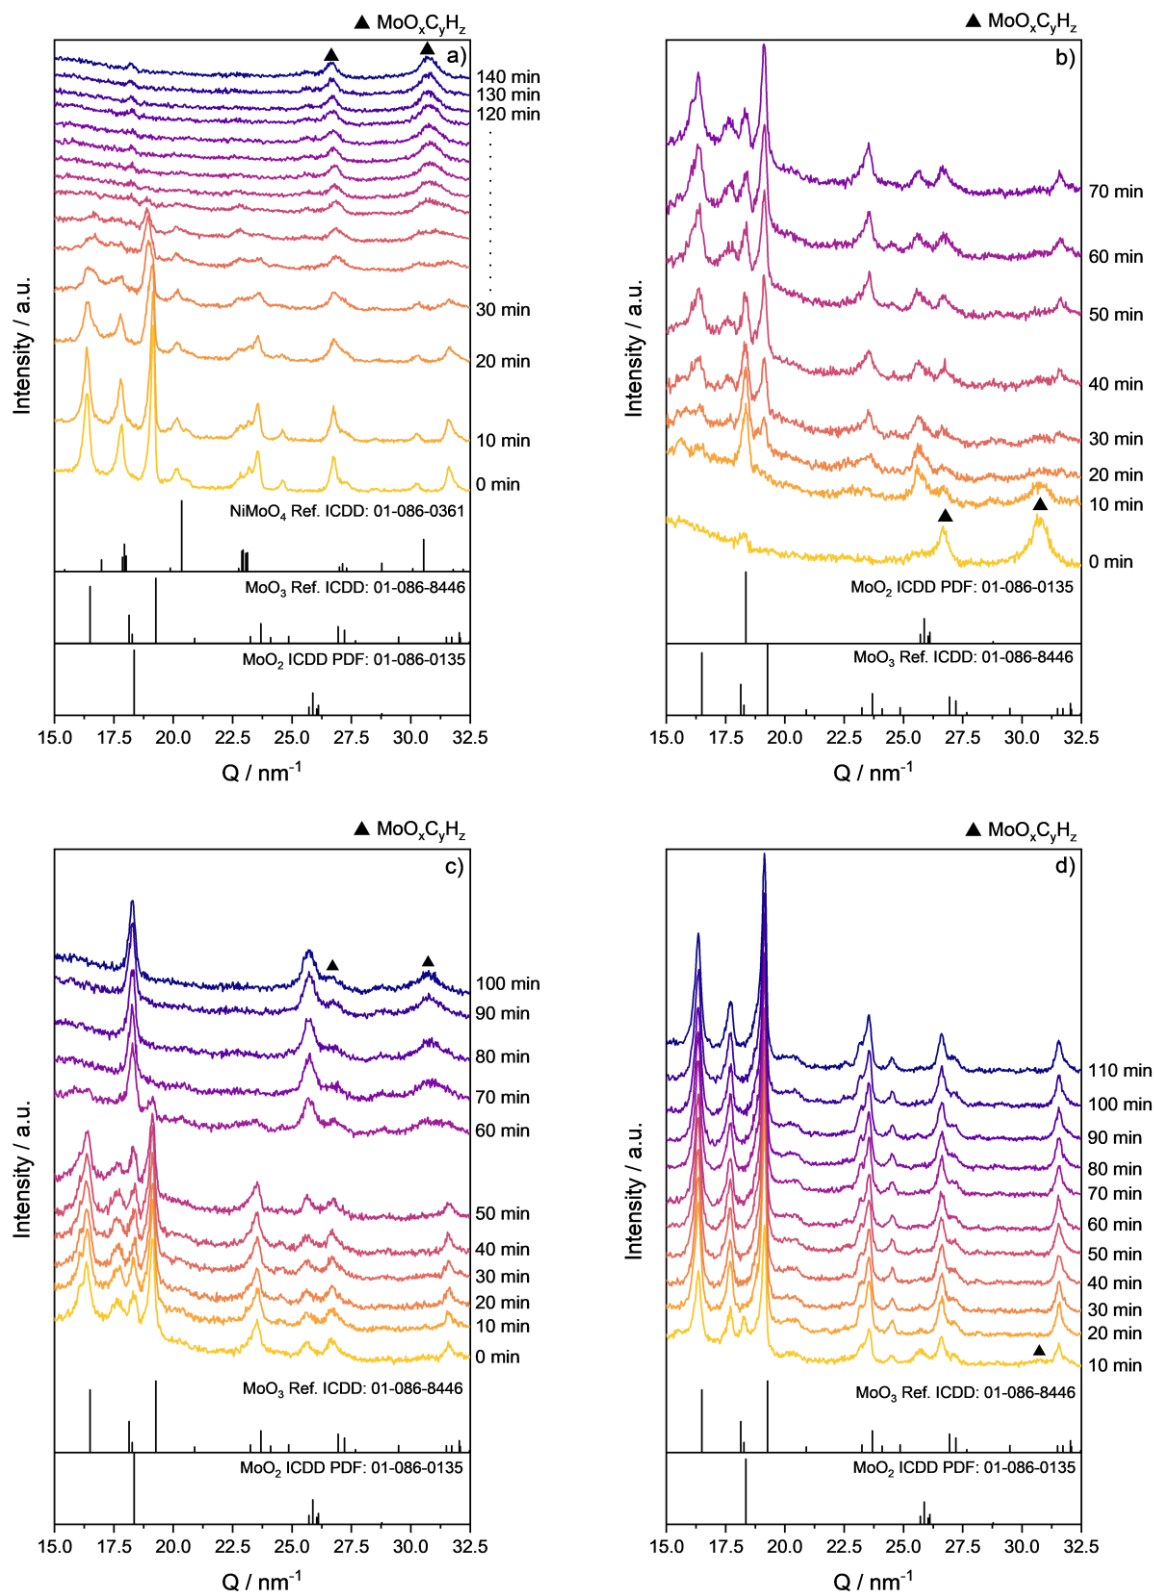 ▲ MoOxCyHz
a)
140 min
130 min
120 min
30 min
20 min
10 min
0 min
NiMoO4 Ref. ICDD: 01-086-0361
MoO3 Ref. ICDD: 01-086-8446
MoO2 ICDD PDF: 01-086-0135
Intensity / a.u.
15.0 17.5 20.0 22.5 25.0 27.5 30.0 32.5
Q / nm-1
▲ MoOxCyHz
b)
70 min
60 min
50 min
40 min
30 min
20 min
10 min
0 min
MoO2 ICDD PDF: 01-086-0135
MoO3 Ref. ICDD: 01-086-8446
Intensity / a.u.
15.0 17.5 20.0 22.5 25.0 27.5 30.0 32.5
Q / nm-1
▲ MoOxCyHz
c)
100 min
90 min
80 min
70 min
60 min
50 min
40 min
30 min
20 min
10 min
0 min
MoO3 Ref. ICDD: 01-086-8446
MoO2 ICDD PDF: 01-086-0135
Intensity / a.u.
15.0 17.5 20.0 22.5 25.0 27.5 30.0 32.5
Q / nm-1
▲ MoOxCyHz
d)
110 min
100 min
90 min
80 min
70 min
60 min
50 min
40 min
30 min
20 min
10 min
MoO3 Ref. ICDD: 01-086-8446
MoO2 ICDD PDF: 01-086-0135
Intensity / a.u.
15.0 17.5 20.0 22.5 25.0 27.5 30.0 32.5
Q / nm-1